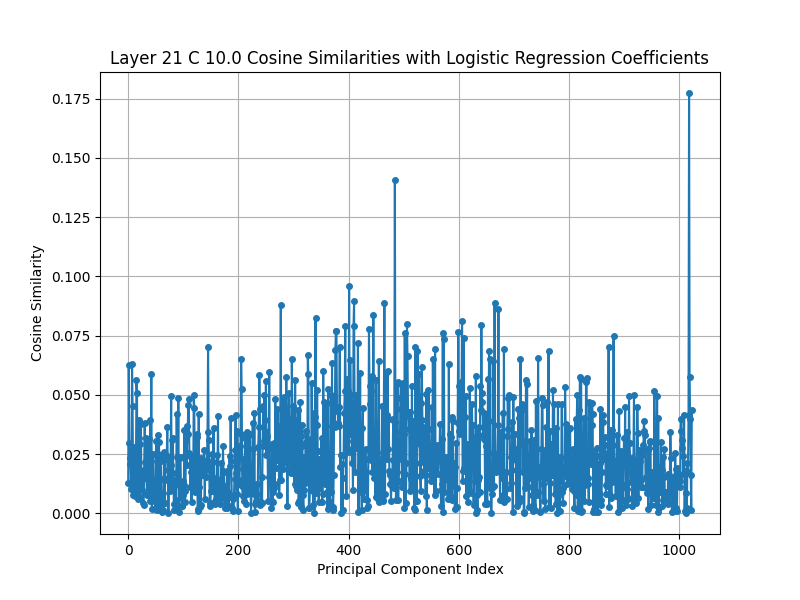 Layer 21 C 10.0 Cosine Similarities with Logistic Regression Coefficients
0.175
0.150
0.125
0.100
0.075
0.050
0.025
0.000
Cosine Similarity
0 200 400 600 800 1000
Principal Component Index